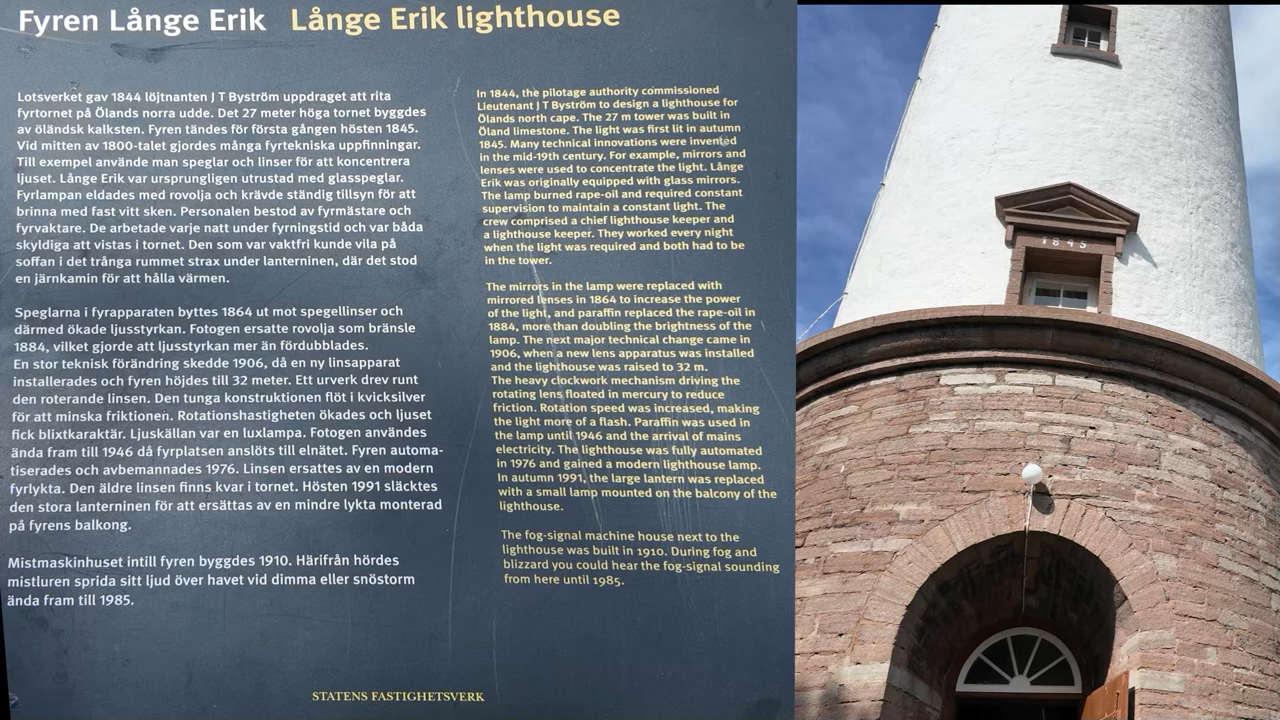 Fyren Långe Erik
Lotsverket gav 1844 löjtnanten J T Byström uppdraget att rita
fyrtornet på Ölands norra udde. Det 27 meter höga tornet byggdes
av öländsk kalksten. Fyren tändes för första gången hösten 1845.
Vid mitten av 1800-talet gjordes många fyrtekniska uppfinningar.
Till exempel använde man speglar och linser för att koncentrera
ljuset. Långe Erik var ursprungligen utrustad med glasspeglar.
Fyrlampan eldades med rovolja och krävde ständig tillsyn för att
brinna med fast vitt sken. Personalen bestod av fyrmästare och
fyrvaktare. De arbetade varje natt under fyrningstid och var båda
skyldiga att vistas i tornet. Den som var vaktfri kunde vila på
soffan i det trånga rummet strax under lanterninen, där det stod
en järnkamin för att hålla värmen.
Speglarna i fyrapparaten byttes 1864 ut mot spegellinser och
därmed ökade ljusstyrkan. Fotogen ersatte rovolja som bränsle
1884, vilket gjorde att ljusstyrkan mer än fördubblades.
En stor teknisk förändring skedde 1906, då en ny linsapparat
installerades och fyren höjdes till 32 meter. Ett urverk drev runt
den roterande linsen. Den tunga konstruktionen flöt i kvicksilver
för att minska friktionen. Rotationshastigheten ökades och ljuset
fick blixtkaraktär. Ljuskällan var en luxlampa. Fotogen användes
ända fram till 1946 då fyrplatsen anslöts till elnätet. Fyren automa-
tiserades och avbemannades 1976. Linsen ersattes av en modern
fyrlykta. Den äldre linsen finns kvar i tornet. Hösten 1991 släcktes
den stora lanterninen för att ersättas av en mindre lykta monterad
på fyrens balkong.
Mistmaskinhuset intill fyren byggdes 1910. Härifrån hördes
mistluren sprida sitt ljud över havet vid dimma eller snöstorm
ända fram till 1985.
Långe Erik lighthouse
In 1844, the pilotage authority commissioned
Lieutenant J T Byström to design a lighthouse for
Ölands north cape. The 27 m tower was built in
Öland limestone. The light was first lit in autumn
1845. Many technical innovations were invented
in the mid-19th century. For example, mirrors and
lenses were used to concentrate the light. Långe
Erik was originally equipped with glass mirrors.
The lamp burned rape-oil and required constant
supervision to maintain a constant light. The
crew comprised a chief lighthouse keeper and
a lighthouse keeper. They worked every night
when the light was required and both had to be
in the tower.
The mirrors in the lamp were replaced with
mirrored lenses in 1864 to increase the power
of the light, and paraffin replaced the rape-oil in
1884, more than doubling the brightness of the
lamp. The next major technical change came in
1906, when a new lens apparatus was installed
and the lighthouse was raised to 32 m.
The heavy clockwork mechanism driving the
rotating lens floated in mercury to reduce
friction. Rotation speed was increased, making
the light more of a flash. Paraffin was used in
the lamp until 1946 and the arrival of mains
electricity. The lighthouse was fully automated
in 1976 and gained a modern lighthouse lamp.
In autumn 1991, the large lantern was replaced
with a small lamp mounted on the balcony of the
lighthouse.
The fog-signal machine house next to the
lighthouse was built in 1910. During fog and
blizzard you could hear the fog-signal sounding
from here until 1985.
STATENS FASTIGHETSVERK
1845